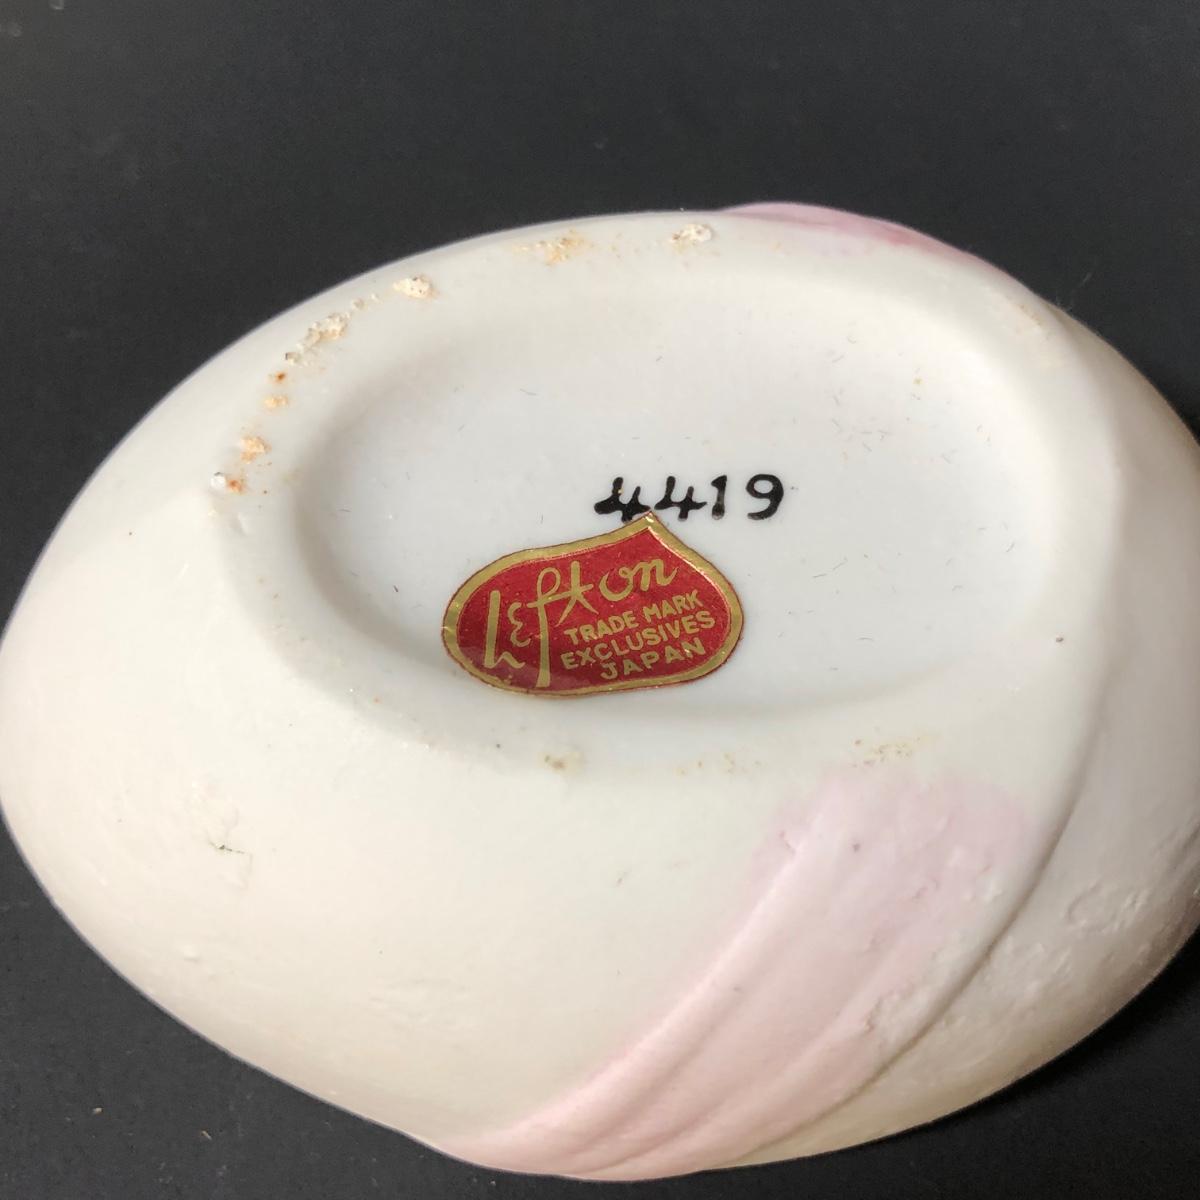 4419
Lefton
TRADE MARK
EXCLUSIVES
JAPAN